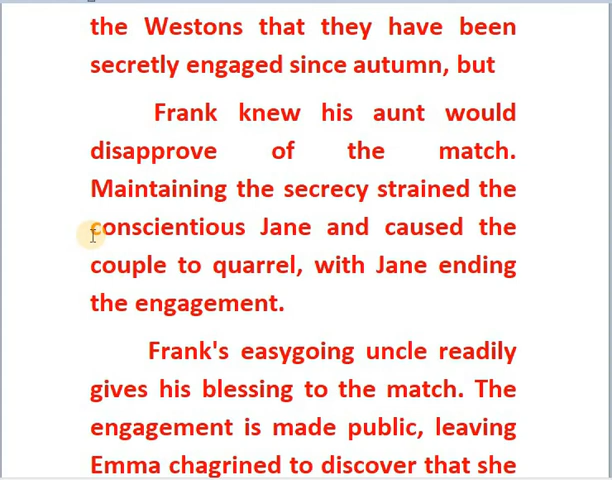 the Westons that they have been
secretly engaged since autumn, but
Frank knew his aunt would
disapprove of the match.
Maintaining the secrecy strained the
conscientious Jane and caused the
couple to quarrel, with Jane ending
the engagement.
Frank's easygoing uncle readily
gives his blessing to the match. The
engagement is made public, leaving
Emma chagrined to discover that she